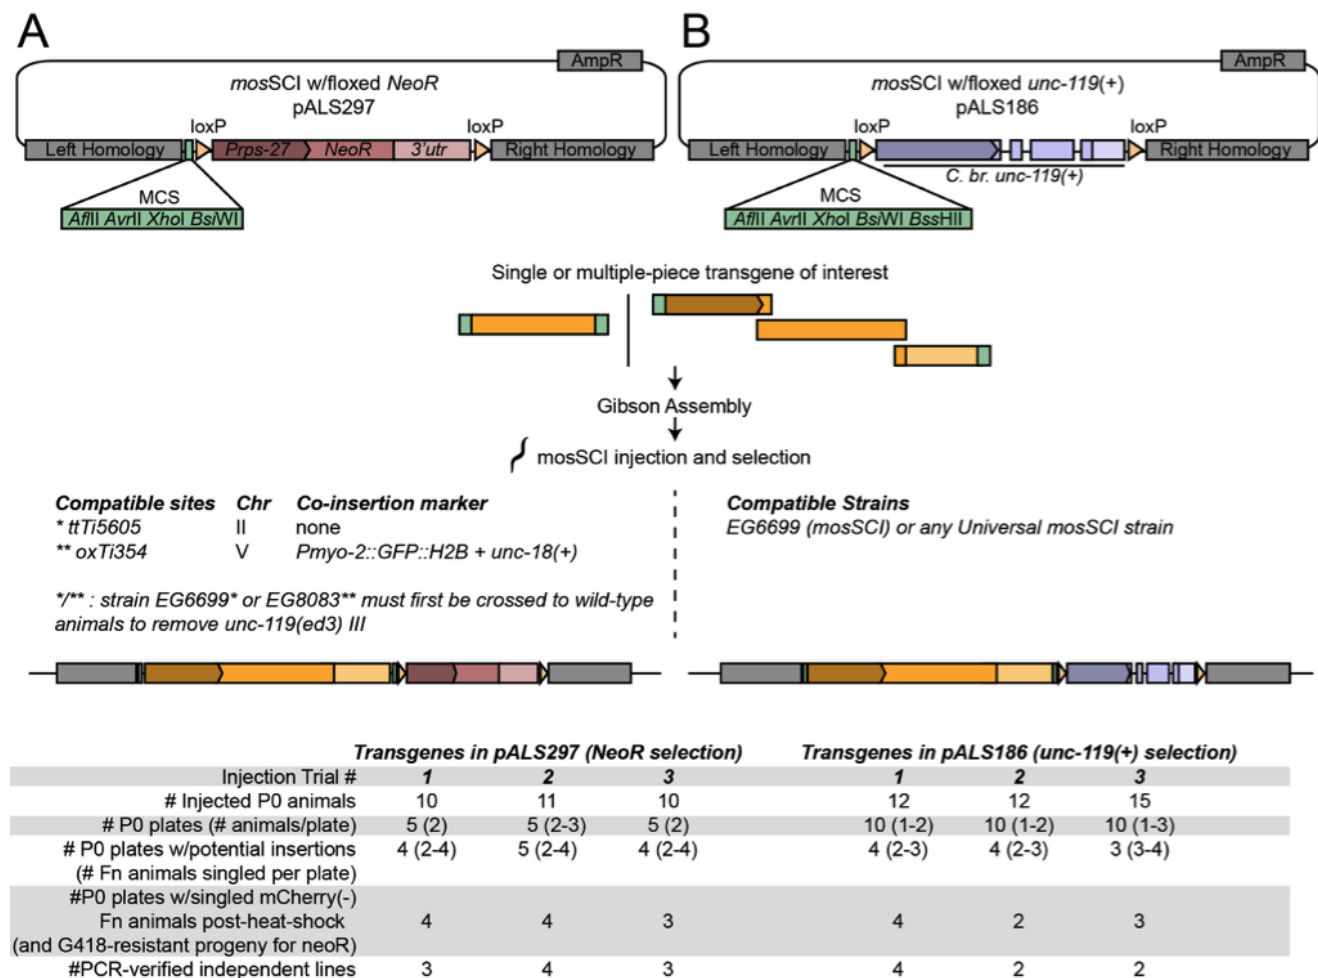 A
AmpR
mosSCI w/floxed NeoR
pALS297
loxP
loxP
Left Homology
Prps-27
NeoR
3'utr
Right Homology
MCS
AflII AvrII XhoI BsiWI
B
AmpR
mosSCI w/floxed unc-119(+)
pALS186
loxP
loxP
Left Homology
Right Homology
C. br. unc-119(+)
MCS
AflII AvrII XhoI BsiWI BssHII
Single or multiple-piece transgene of interest
Gibson Assembly
mosSCI injection and selection
Compatible sites Chr Co-insertion marker
* ttTi5605 II none
** oxTi354 V Pmyo-2::GFP::H2B + unc-18(+)
*/** : strain EG6699* or EG8083** must first be crossed to wild-type
animals to remove unc-119(ed3) III
Compatible Strains
EG6699 (mosSCI) or any Universal mosSCI strain
Transgenes in pALS297 (NeoR selection) Transgenes in pALS186 (unc-119(+) selection)
Injection Trial # 1 2 3 1 2 3
# Injected P0 animals 10 11 10 12 12 15
# P0 plates (# animals/plate) 5 (2) 5 (2-3) 5 (2) 10 (1-2) 10 (1-2) 10 (1-3)
# P0 plates w/potential insertions 4 (2-4) 5 (2-4) 4 (2-4) 4 (2-3) 4 (2-3) 3 (3-4)
(# Fn animals singled per plate)
#P0 plates w/singled mCherry(-)
Fn animals post-heat-shock 4 4 3 4 2 3
(and G418-resistant progeny for neoR)
#PCR-verified independent lines 3 4 3 4 2 2